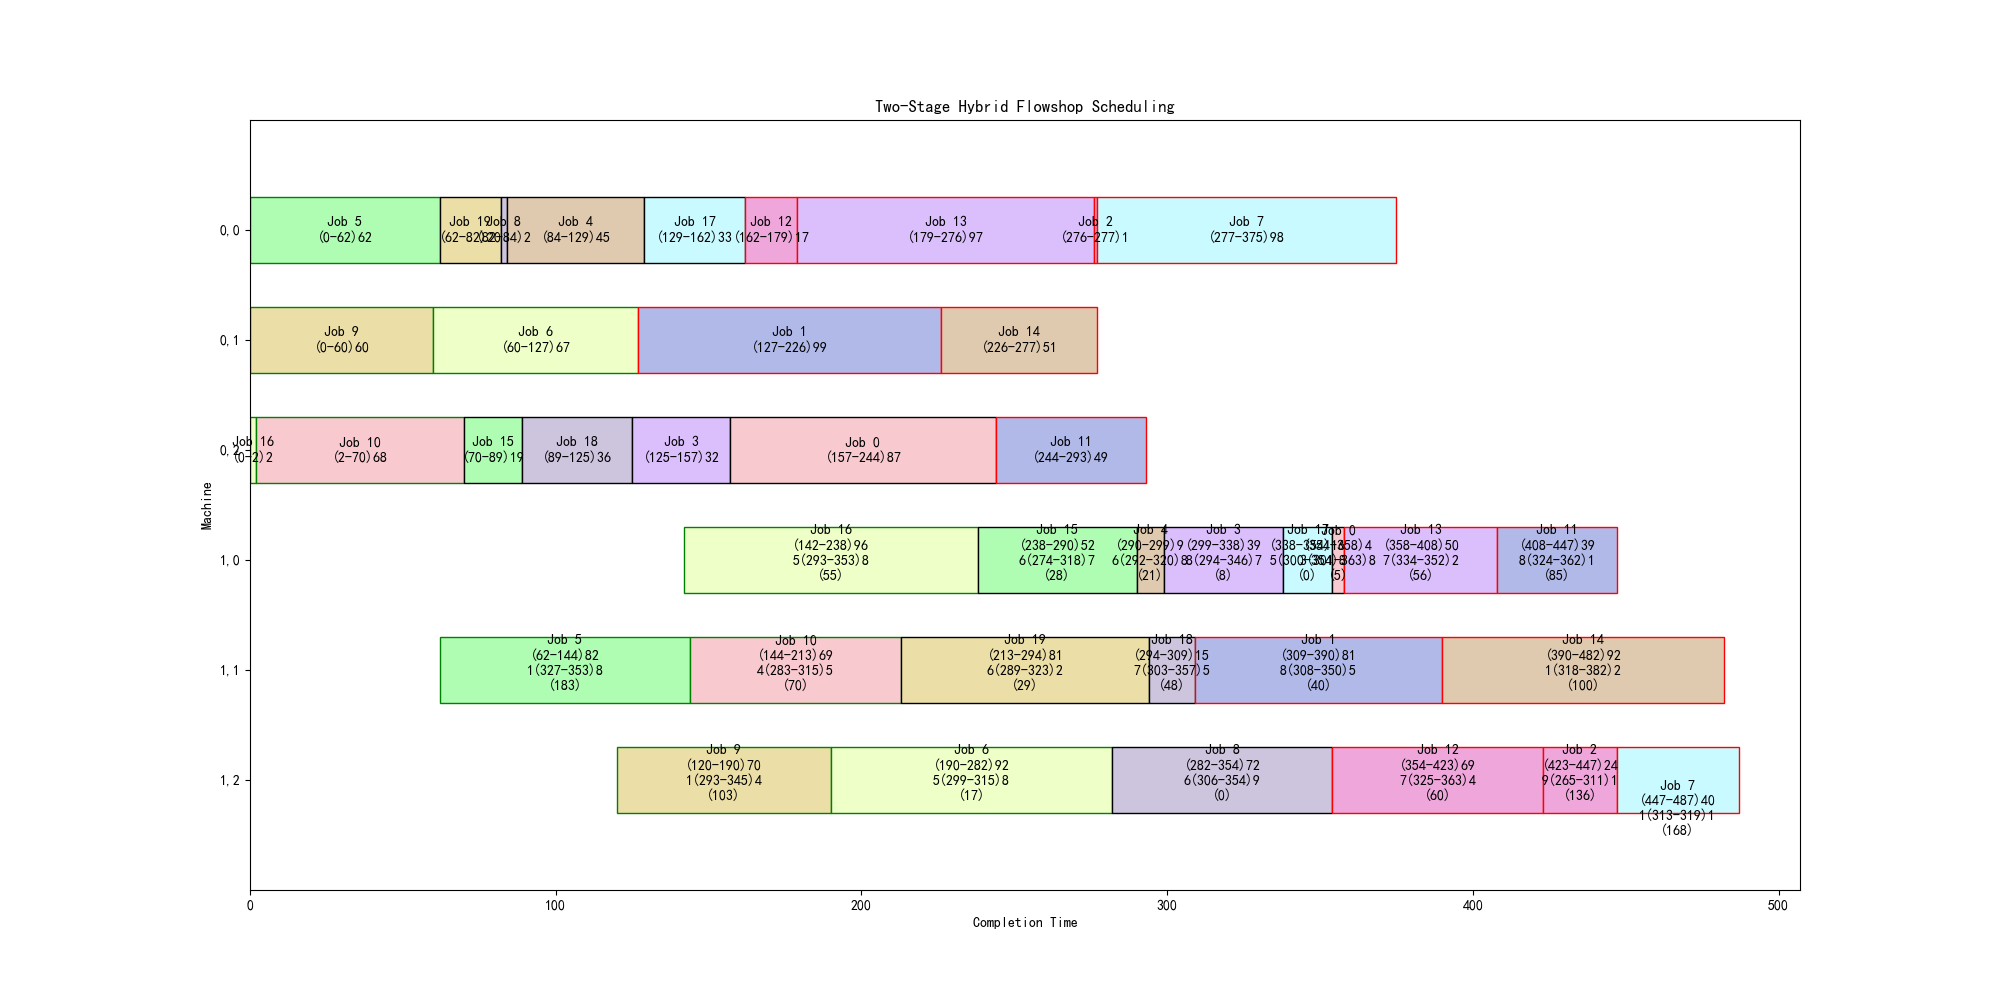 Two-Stage Hybrid Flowshop Scheduling
Machine
0,0
Job 5
(0-62)62
Job 19
(62-82)20
Job 8
(82-84)2
Job 4
(84-129)45
Job 17
(129-162)33
Job 12
(162-179)17
Job 13
(179-276)97
Job 2
(276-277)1
Job 7
(277-375)98
0,1
Job 9
(0-60)60
Job 6
(60-127)67
Job 1
(127-226)99
Job 14
(226-277)51
0,2
Job 16
(0-2)2
Job 10
(2-70)68
Job 15
(70-89)19
Job 18
(89-125)36
Job 3
(125-157)32
Job 0
(157-244)87
Job 11
(244-293)49
1,0
Job 16
(142-238)96
5(293-353)8
(55)
Job 15
(238-290)52
6(274-318)7
(28)
Job 4
(290-299)9
6(292-320)8
(21)
Job 3
(299-338)39
8(294-346)7
(8)
Job 17
(338-354)16
(0)
Job 0
(354-358)4
(5)
Job 13
(358-408)50
7(334-352)2
(56)
Job 11
(408-447)39
8(324-362)1
(85)
1,1
Job 5
(62-144)82
1(327-353)8
(183)
Job 10
(144-213)69
4(283-315)5
(70)
Job 19
(213-294)81
6(289-323)2
(29)
Job 18
(294-309)15
7(303-357)5
(48)
Job 1
(309-390)81
8(308-350)5
(40)
Job 14
(390-482)92
1(318-382)2
(100)
1,2
Job 9
(120-190)70
1(293-345)4
(103)
Job 6
(190-282)92
5(299-315)8
(17)
Job 8
(282-354)72
6(306-354)9
(0)
Job 12
(354-423)69
7(325-363)4
(60)
Job 2
(423-447)24
9(265-311)1
(136)
Job 7
(447-487)40
1(313-319)1
(168)
0
100
200
300
400
500
Completion Time